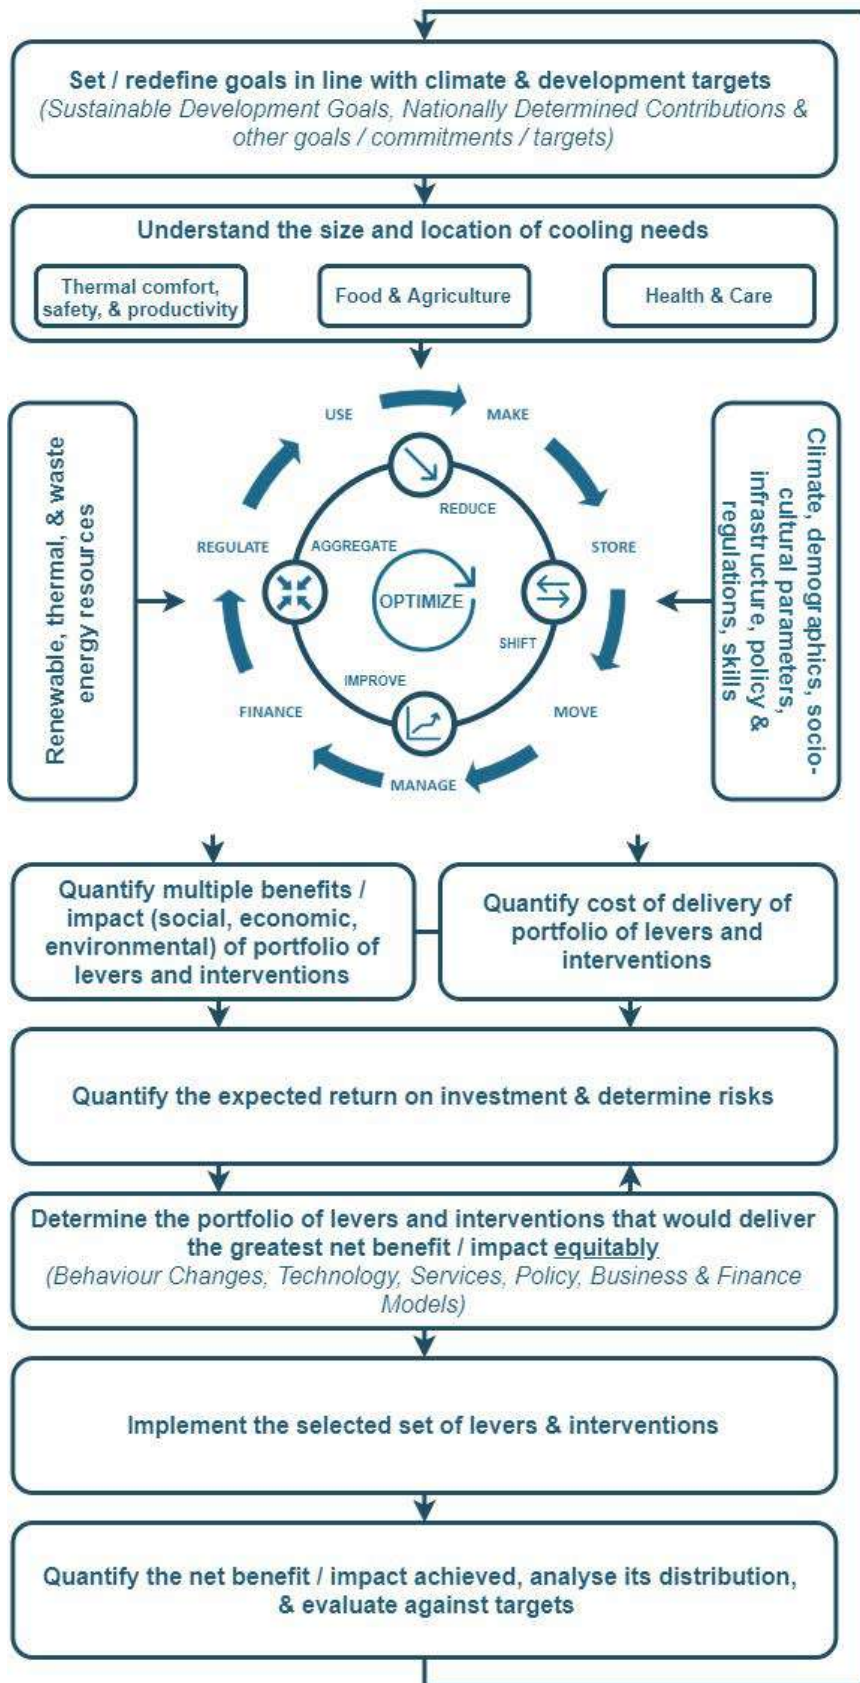 Set / redefine goals in line with climate & development targets
(Sustainable Development Goals, Nationally Determined Contributions &
other goals / commitments / targets)
Understand the size and location of cooling needs
Thermal comfort,
safety, & productivity
Food & Agriculture
Health & Care
Renewable, thermal, & waste
energy resources
USE
MAKE
REDUCE
REGULATE
AGGREGATE
STORE
OPTIMIZE
SHIFT
IMPROVE
FINANCE
MOVE
MANAGE
Climate, demographics, socio-
cultural parameters,
infrastructure, policy &
regulations, skills
Quantify multiple benefits /
impact (social, economic,
environmental) of portfolio of
levers and interventions
Quantify cost of delivery of
portfolio of levers and
interventions
Quantify the expected return on investment & determine risks
Determine the portfolio of levers and interventions that would deliver
the greatest net benefit / impact equitably
(Behaviour Changes, Technology, Services, Policy, Business & Finance
Models)
Implement the selected set of levers & interventions
Quantify the net benefit / impact achieved, analyse its distribution,
& evaluate against targets